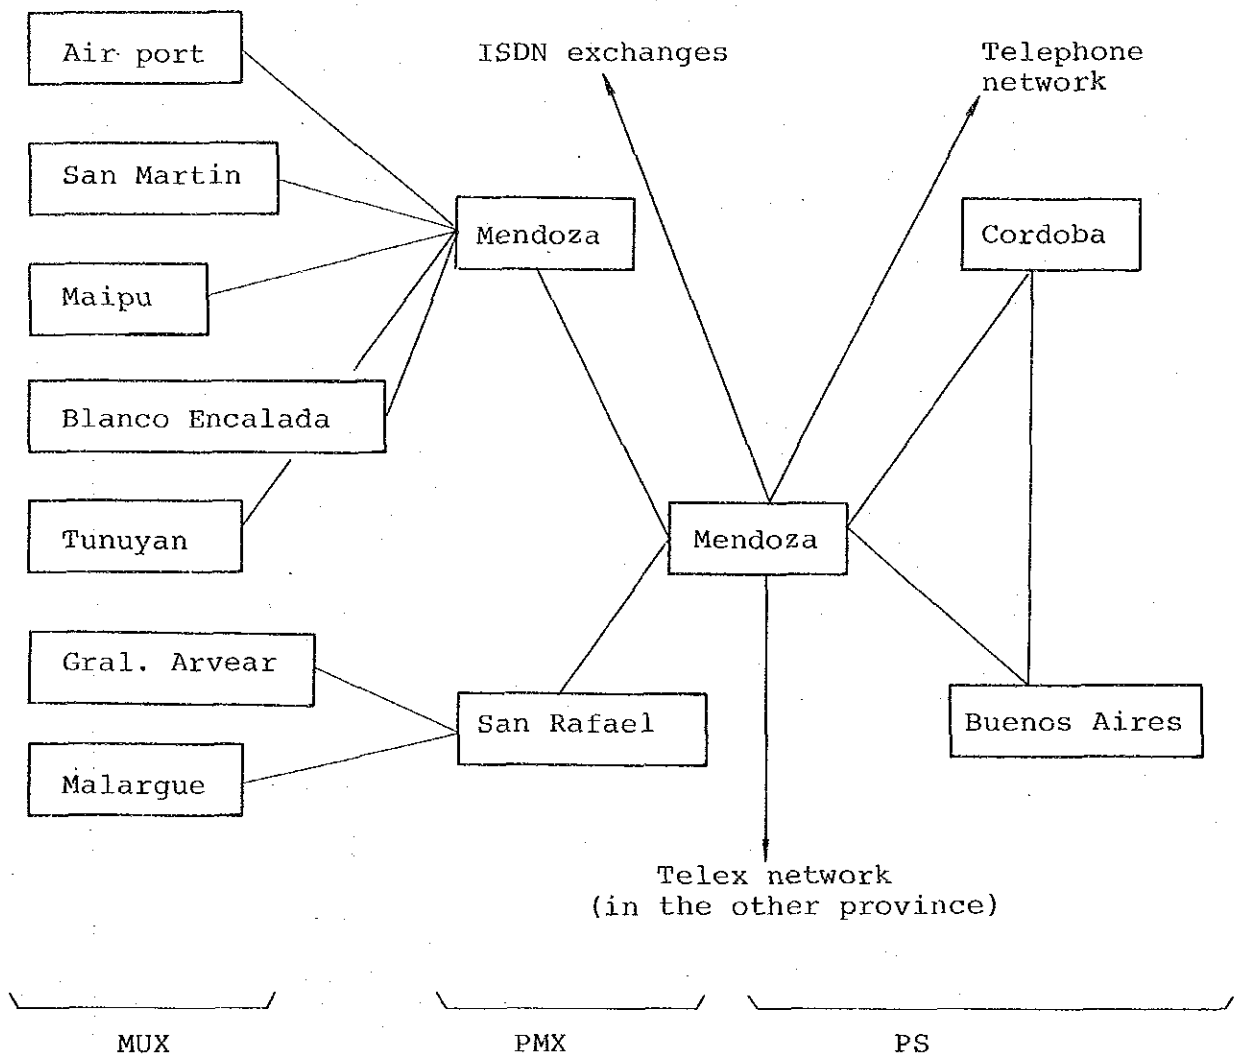 Air port
ISDN exchanges
Telephone
network
San Martin
Mendoza
Cordoba
Maipu
Blanco Encalada
Tunuyan
Mendoza
Gral. Arvear
San Rafael
Buenos Aires
Malargue
Telex network
(in the other province)
MUX
PMX
PS